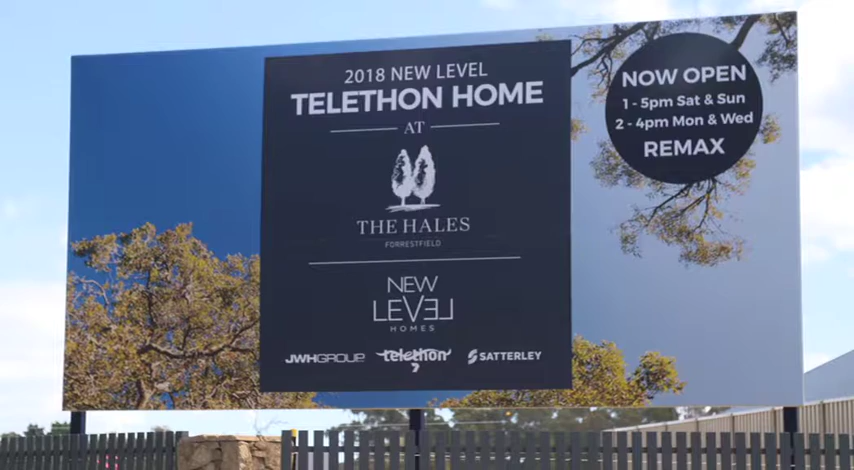 2018 NEW LEVEL
TELETHON HOME
AT
THE HALES
FORRESTFIELD
NEW
LEVEL
HOMES
JWHGROUP telethon 7 SATTERLEY
NOW OPEN
1 - 5pm Sat & Sun
2 - 4pm Mon & Wed
REMAX